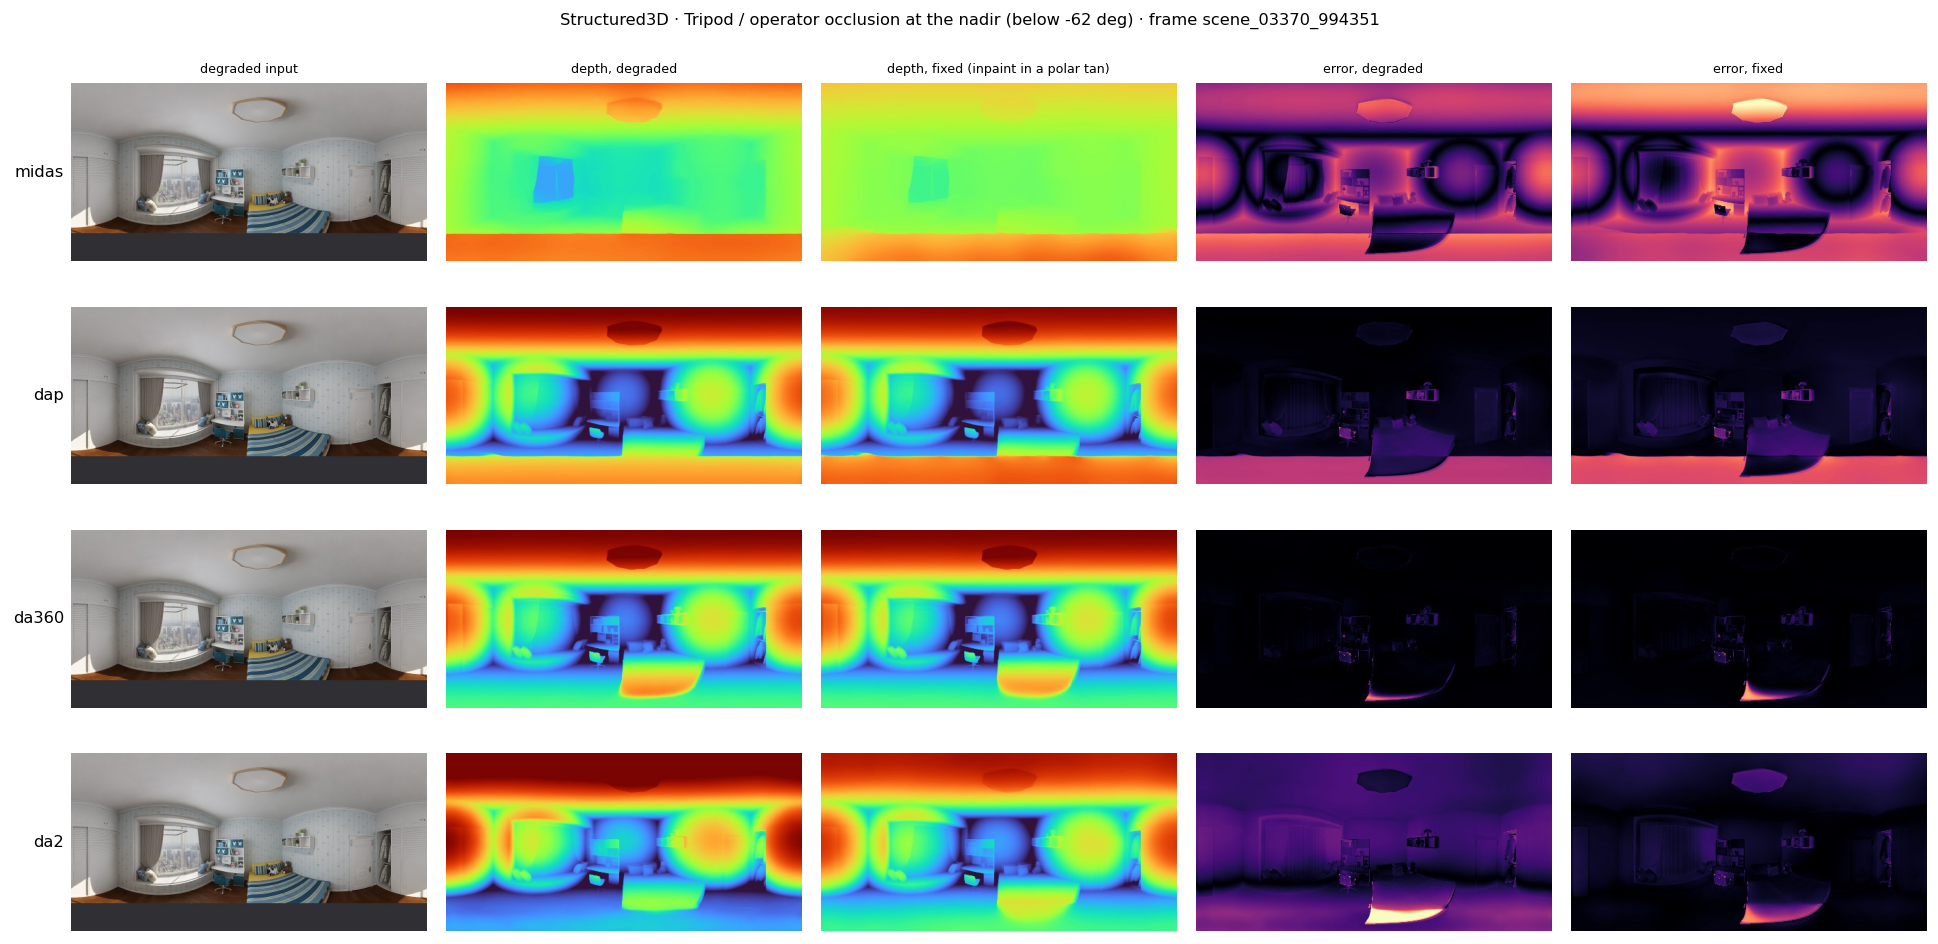 Structured3D · Tripod / operator occlusion at the nadir (below -62 deg) · frame scene_03370_994351
degraded input
depth, degraded
depth, fixed (inpaint in a polar tan)
error, degraded
error, fixed
midas
dap
da360
da2